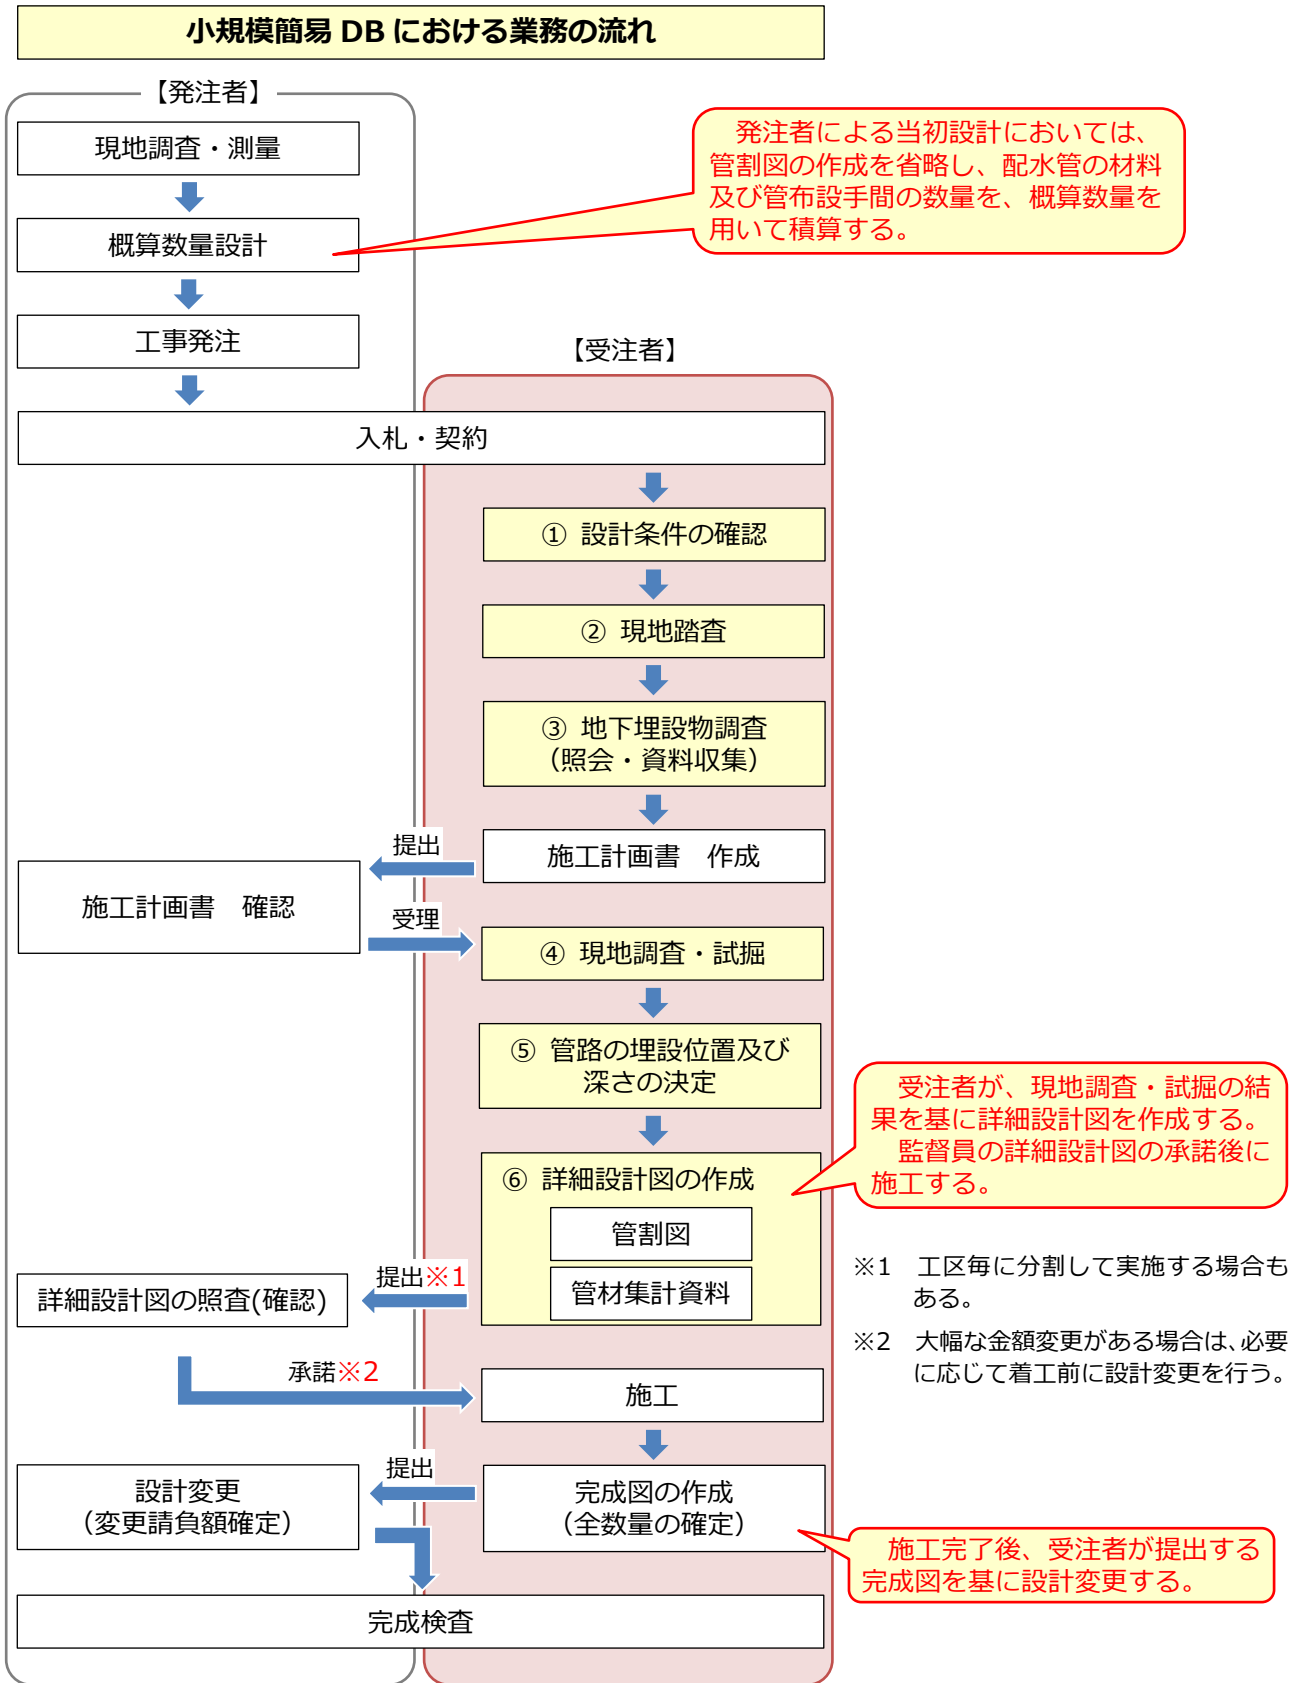 小規模簡易 DB における業務の流れ
【発注者】
現地調査・測量
発注者による当初設計においては、
管割図の作成を省略し、配水管の材料
及び管布設手間の数量を、概算数量を
用いて積算する。
概算数量設計
工事発注
【受注者】
入札・契約
① 設計条件の確認
② 現地踏査
③ 地下埋設物調査
（照会・資料収集）
提出
施工計画書　作成
施工計画書　確認
受理
④ 現地調査・試掘
⑤ 管路の埋設位置及び
深さの決定
受注者が、現地調査・試掘の結
果を基に詳細設計図を作成する。
監督員の詳細設計図の承諾後に
施工する。
⑥ 詳細設計図の作成
管割図
管材集計資料
提出※1
詳細設計図の照査(確認)
※1　工区毎に分割して実施する場合も
ある。
※2　大幅な金額変更がある場合は、必要
に応じて着工前に設計変更を行う。
承諾※2
施工
提出
設計変更
（変更請負額確定）
完成図の作成
（全数量の確定）
施工完了後、受注者が提出する
完成図を基に設計変更する。
完成検査